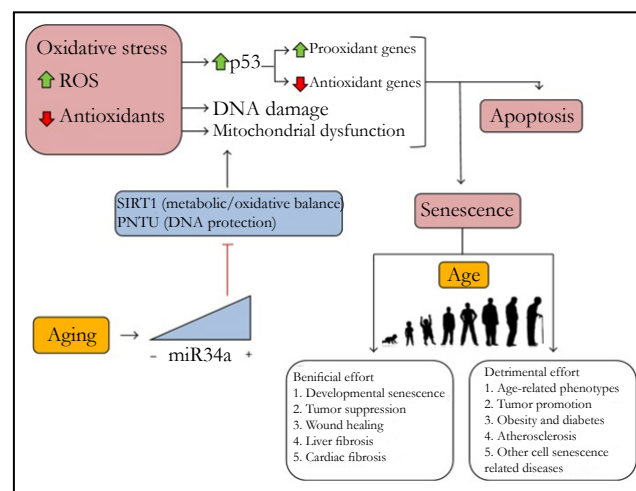 Oxidative stress
ROS
Antioxidants
p53
Prooxidant genes
Antioxidant genes
DNA damage
Mitochondrial dysfunction
Apoptosis
SIRT1 (metabolic/oxidative balance)
PNTU (DNA protection)
Senescence
Age
Aging
- miR34a +
Benificial effort
1. Developmental senescence
2. Tumor suppression
3. Wound healing
4. Liver fibrosis
5. Cardiac fibrosis
Detrimental effort
1. Age-related phenotypes
2. Tumor promotion
3. Obesity and diabetes
4. Atherosclerosis
5. Other cell senescence
related diseases